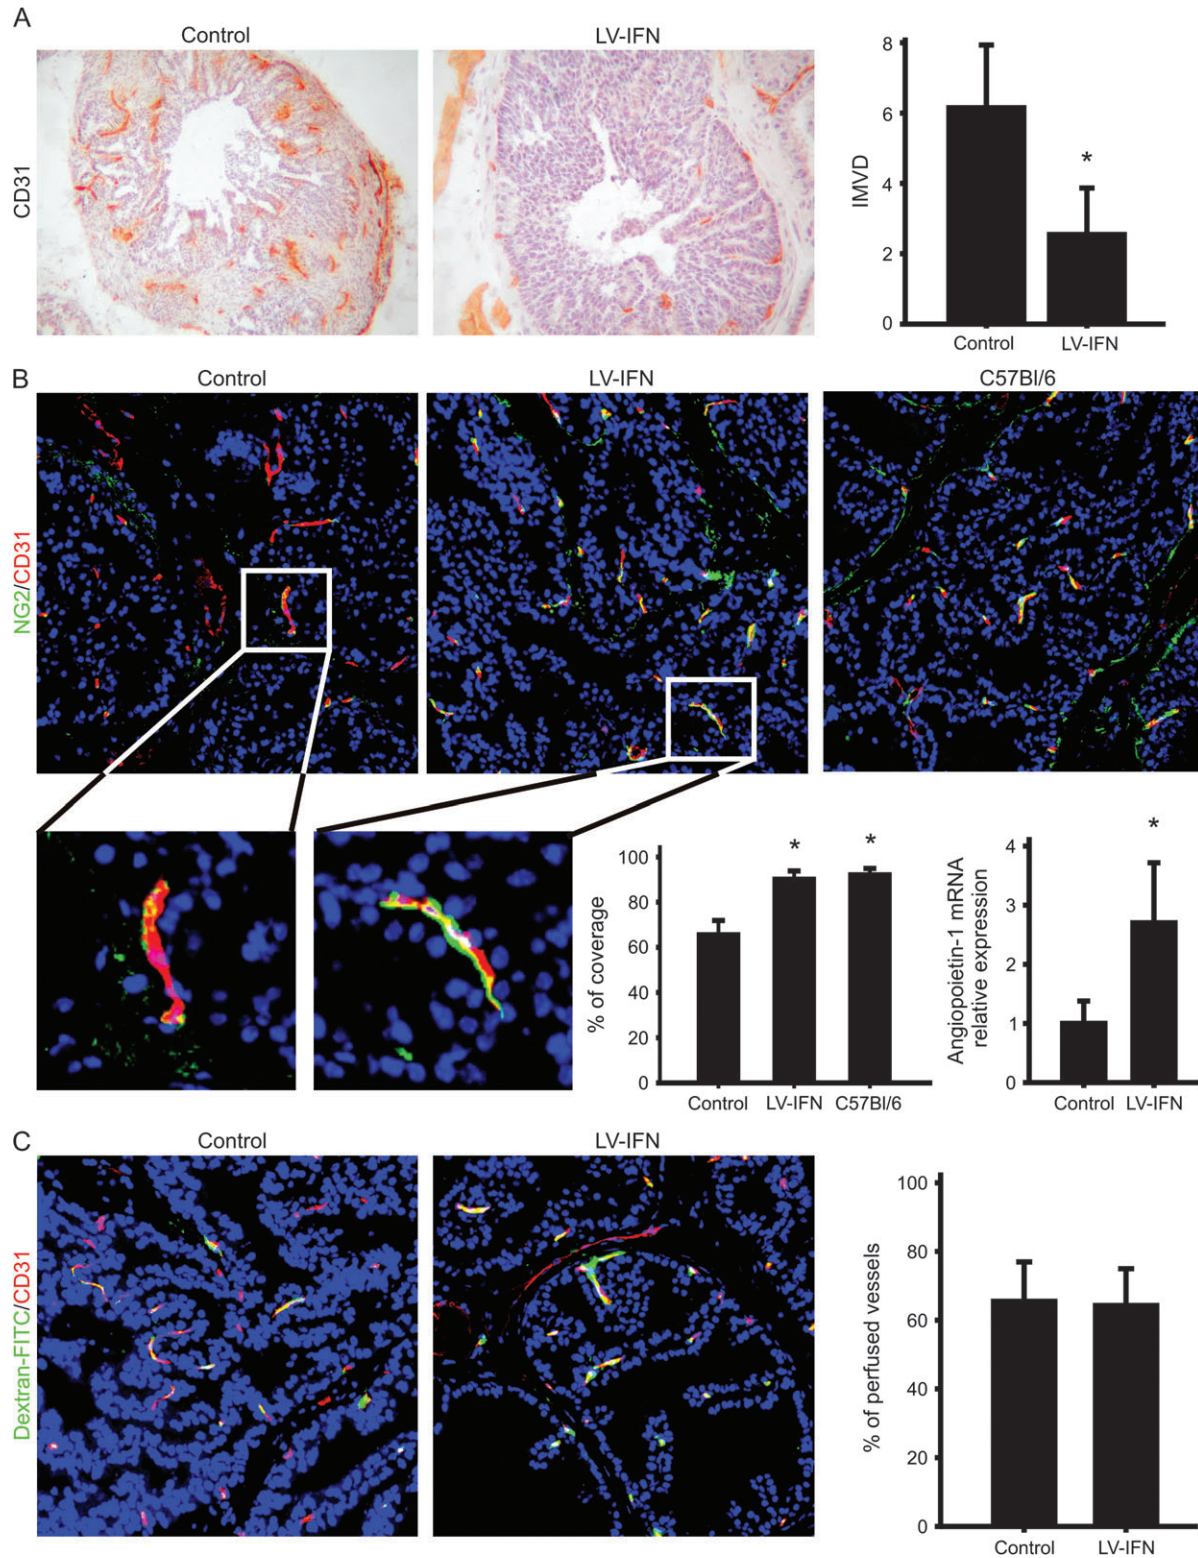 A
Control
LV-IFN
CD31
IMVD
8
6
4
2
0
*
Control
LV-IFN
B
Control
LV-IFN
C57Bl/6
NG2/CD31
% of coverage
100
80
60
40
20
0
*
*
Control
LV-IFN
C57Bl/6
Angiopoietin-1 mRNA
relative expression
4
3
2
1
0
*
Control
LV-IFN
C
Control
LV-IFN
Dextran-FITC/CD31
% of perfused vessels
100
80
60
40
20
0
Control
LV-IFN